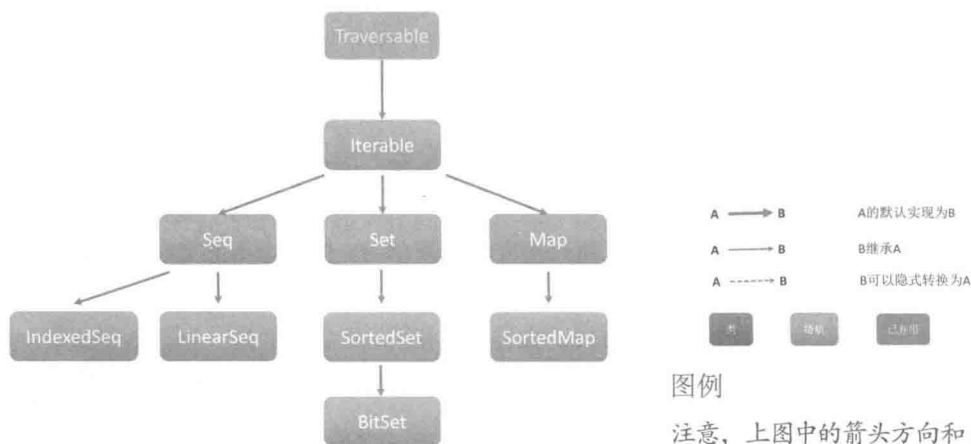 Traversable
Iterable
Seq Set Map
IndexedSeq LinearSeq SortedSet SortedMap
BitSet
A B A的默认实现为B
A B B继承A
A B B可以隐式转换为A
类
图例
注意，上图中的箭头方向和